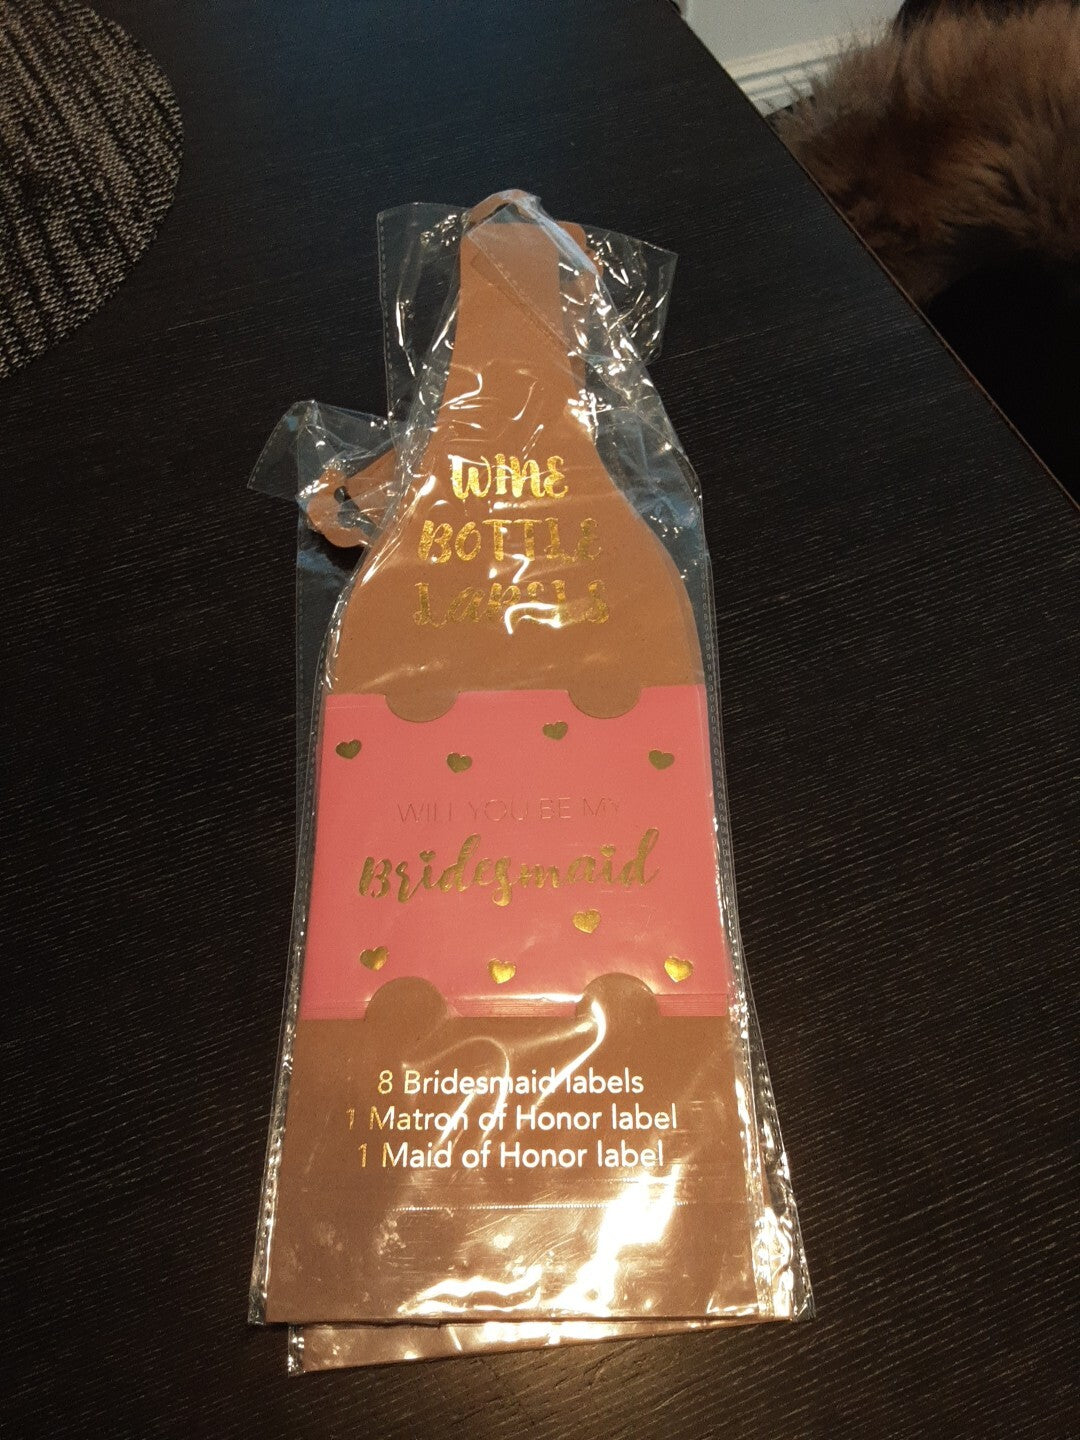 WINE
BOTTLE
LABELS
WILL YOU BE MY
Bridesmaid
8 Bridesmaid labels
1 Matron of Honor label
1 Maid of Honor label